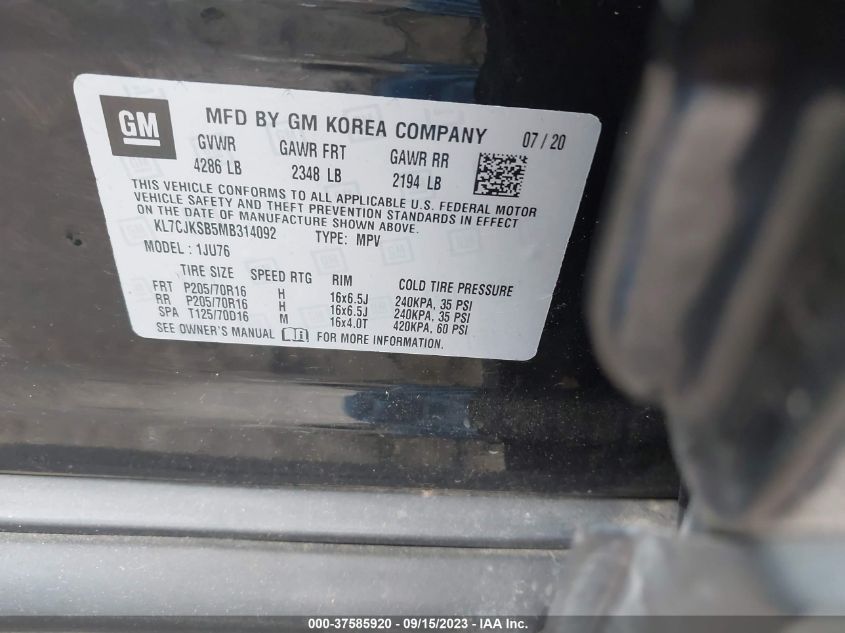 GM
MFD BY GM KOREA COMPANY 07 / 20
GVWR GAWR FRT GAWR RR
4286 LB 2348 LB 2194 LB
THIS VEHICLE CONFORMS TO ALL APPLICABLE U.S. FEDERAL MOTOR
VEHICLE SAFETY AND THEFT PREVENTION STANDARDS IN EFFECT
ON THE DATE OF MANUFACTURE SHOWN ABOVE.
KL7CJKSB5MB314092 TYPE: MPV
MODEL : 1JU76
TIRE SIZE SPEED RTG RIM COLD TIRE PRESSURE
FRT P205/70R16 H 16x6.5J 240KPA, 35 PSI
RR P205/70R16 H 16x6.5J 240KPA, 35 PSI
SPA T125/70D16 M 16x4.0T 420KPA, 60 PSI
SEE OWNER'S MANUAL FOR MORE INFORMATION.
000-37585920 - 09/15/2023 - IAA Inc.